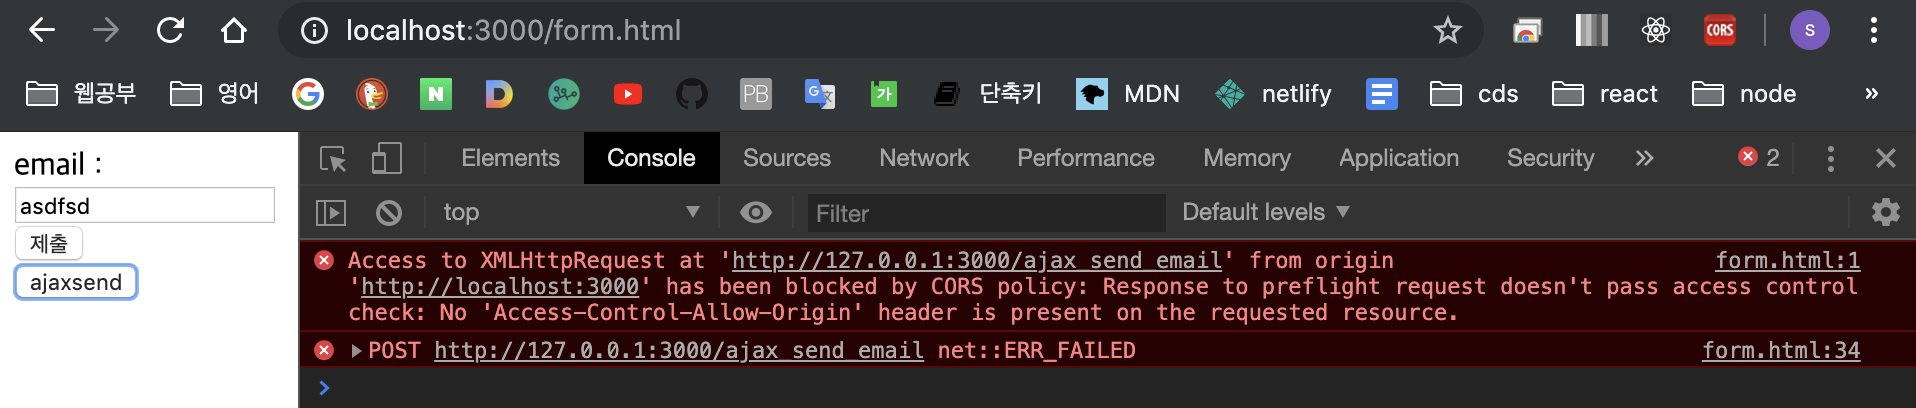 localhost:3000/form.html
CORS
s
웹공부 영어 G N D PB G 가 단축키 MDN netlify cds react node »
email :
asdfsd
제출
ajaxsend
Elements Console Sources Network Performance Memory Application Security » 2
top Filter Default levels
Access to XMLHttpRequest at 'http://127.0.0.1:3000/ajax_send_email' from origin form.html:1
'http://localhost:3000' has been blocked by CORS policy: Response to preflight request doesn't pass access control
check: No 'Access-Control-Allow-Origin' header is present on the requested resource.
POST http://127.0.0.1:3000/ajax_send_email net::ERR_FAILED form.html:34